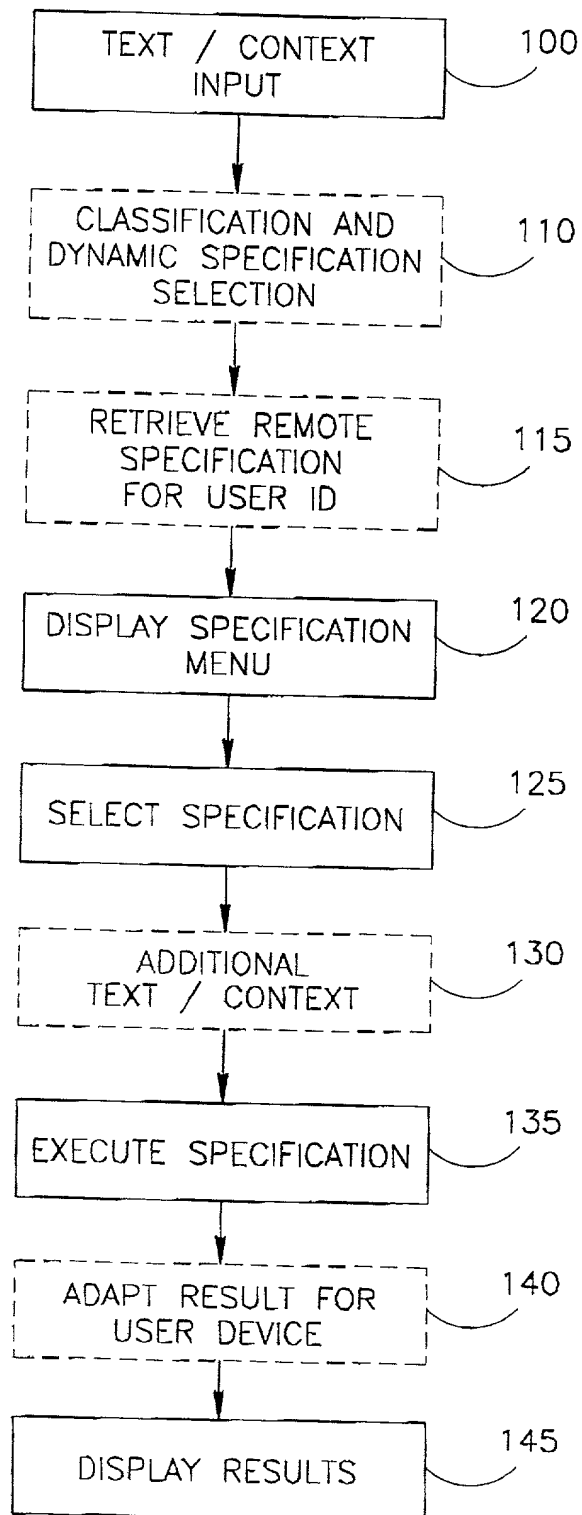 TEXT / CONTEXT
INPUT
100
CLASSIFICATION AND
DYNAMIC SPECIFICATION
SELECTION
110
RETRIEVE REMOTE
SPECIFICATION
FOR USER ID
115
DISPLAY SPECIFICATION
MENU
120
SELECT SPECIFICATION
125
ADDITIONAL
TEXT / CONTEXT
130
EXECUTE SPECIFICATION
135
ADAPT RESULT FOR
USER DEVICE
140
DISPLAY RESULTS
145